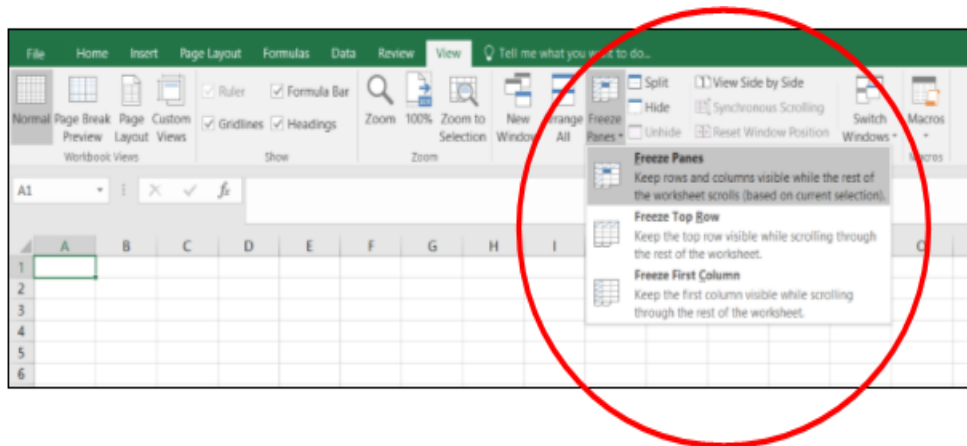 File Home Insert Page Layout Formulas Data Review View Tell me what you to do...
Ruler Formula Bar Split View Side by Side
Hide Synchronous Scrolling
Normal Page Break Page Custom Gridlines Headings Zoom 100% Zoom to New Arrange Freeze Unhide Reset Window Position Switch Macros
Preview Layout Views Selection Window All Panes Windows
Workbook Views Show Zoom Macros
Freeze Panes
Keep rows and columns visible while the rest of
the worksheet scrolls (based on current selection).
Freeze Top Row
Keep the top row visible while scrolling through
the rest of the worksheet.
Freeze First Column
Keep the first column visible while scrolling
through the rest of the worksheet.
A1 fx
A B C D E F G H I O
1
2
3
4
5
6